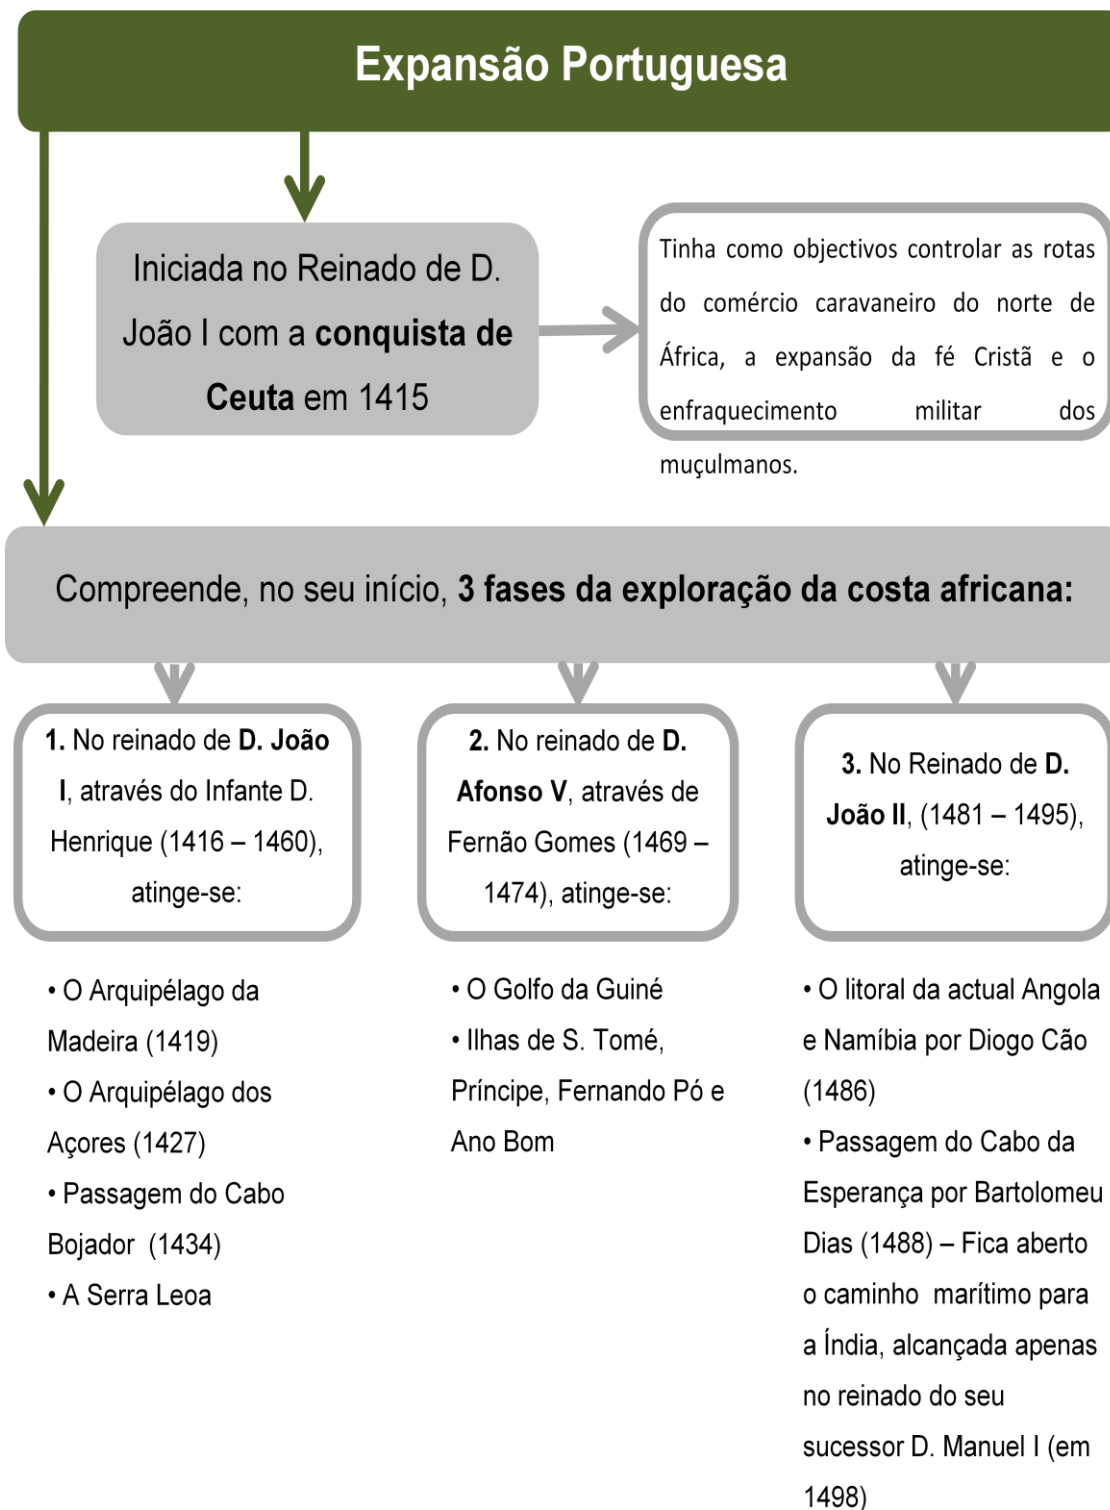 Expansão Portuguesa
Iniciada no Reinado de D.
João I com a conquista de
Ceuta em 1415
Tinha como objectivos controlar as rotas
do comércio caravaneiro do norte de
África, a expansão da fé Cristã e o
enfraquecimento militar dos
muçulmanos.
Compreende, no seu início, 3 fases da exploração da costa africana:
1. No reinado de D. João
I, através do Infante D.
Henrique (1416 – 1460),
atinge-se:
• O Arquipélago da
Madeira (1419)
• O Arquipélago dos
Açores (1427)
• Passagem do Cabo
Bojador (1434)
• A Serra Leoa
2. No reinado de D.
Afonso V, através de
Fernão Gomes (1469 –
1474), atinge-se:
• O Golfo da Guiné
• Ilhas de S. Tomé,
Príncipe, Fernando Pó e
Ano Bom
3. No Reinado de D.
João II, (1481 – 1495),
atinge-se:
• O litoral da actual Angola
e Namíbia por Diogo Cão
(1486)
• Passagem do Cabo da
Esperança por Bartolomeu
Dias (1488) – Fica aberto
o caminho marítimo para
a Índia, alcançada apenas
no reinado do seu
sucessor D. Manuel I (em
1498)